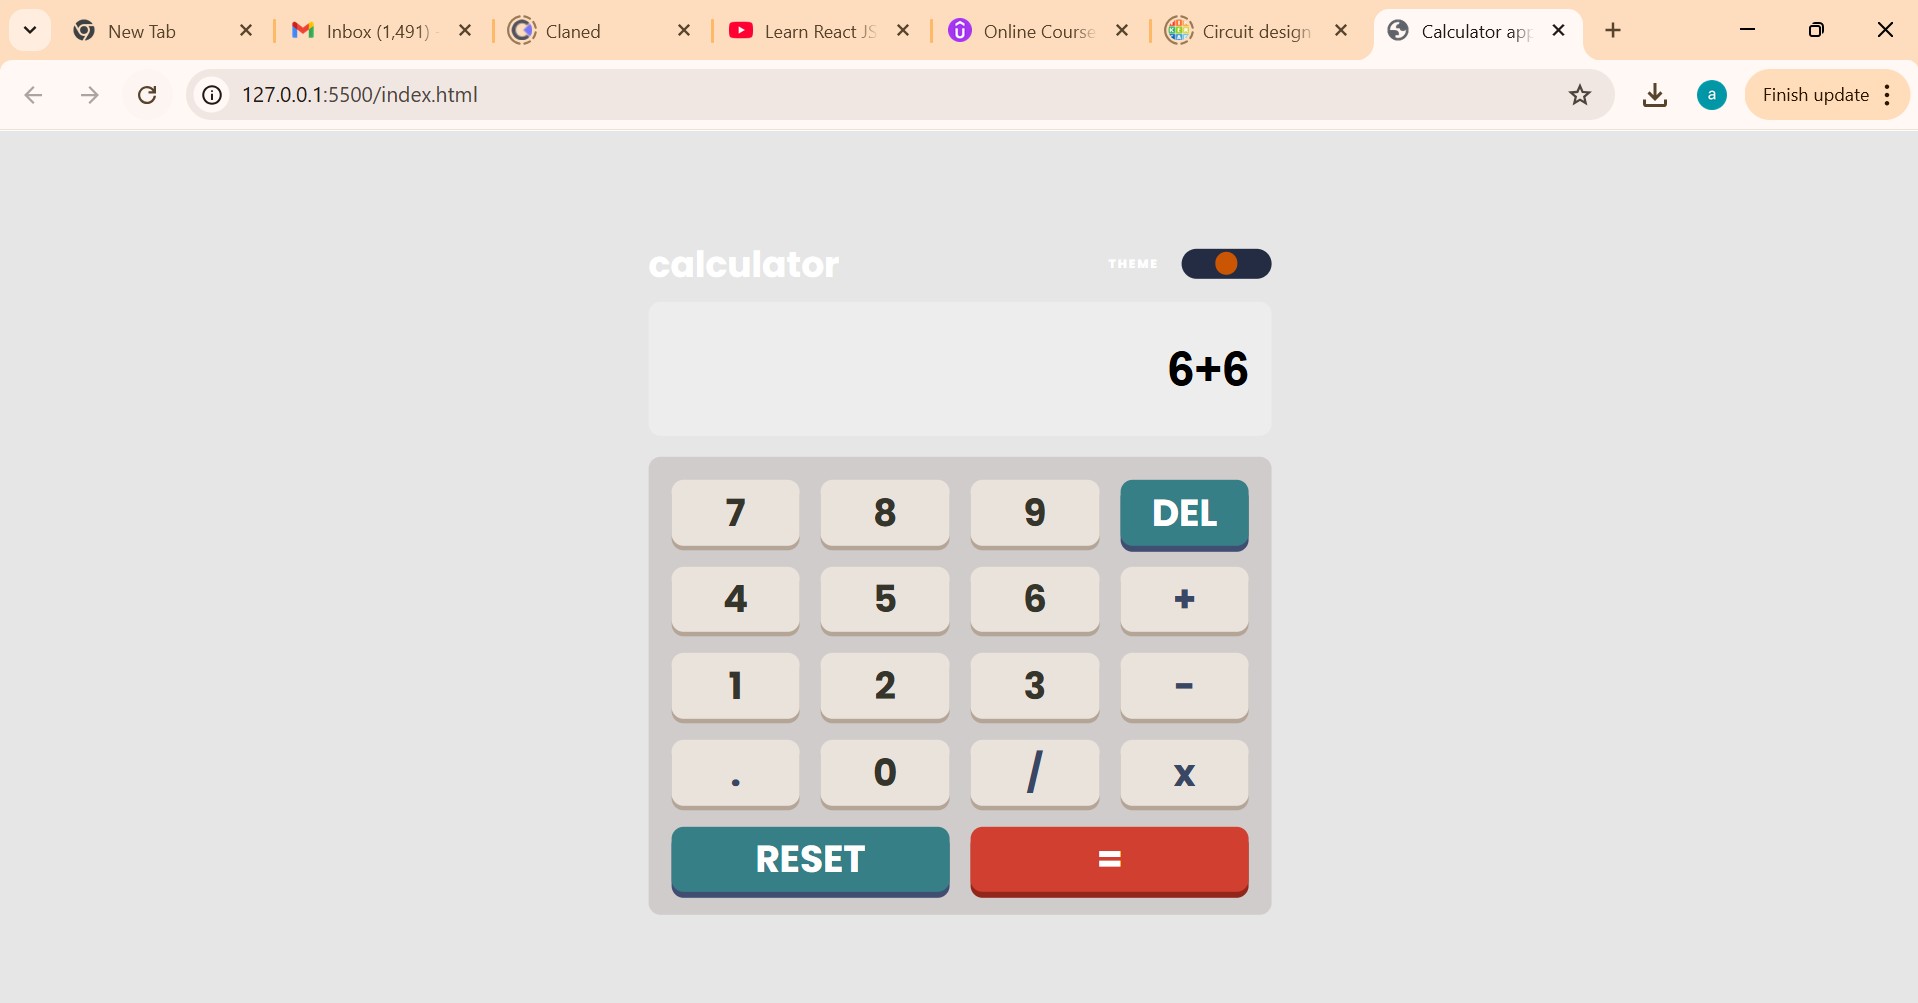 New Tab
Inbox (1,491) -
Claned
Learn React JS
Online Course
Circuit design
Calculator app
127.0.0.1:5500/index.html
a
Finish update
calculator
THEME
6+6
7 8 9 DEL
4 5 6 +
1 2 3 -
. 0 / x
RESET =